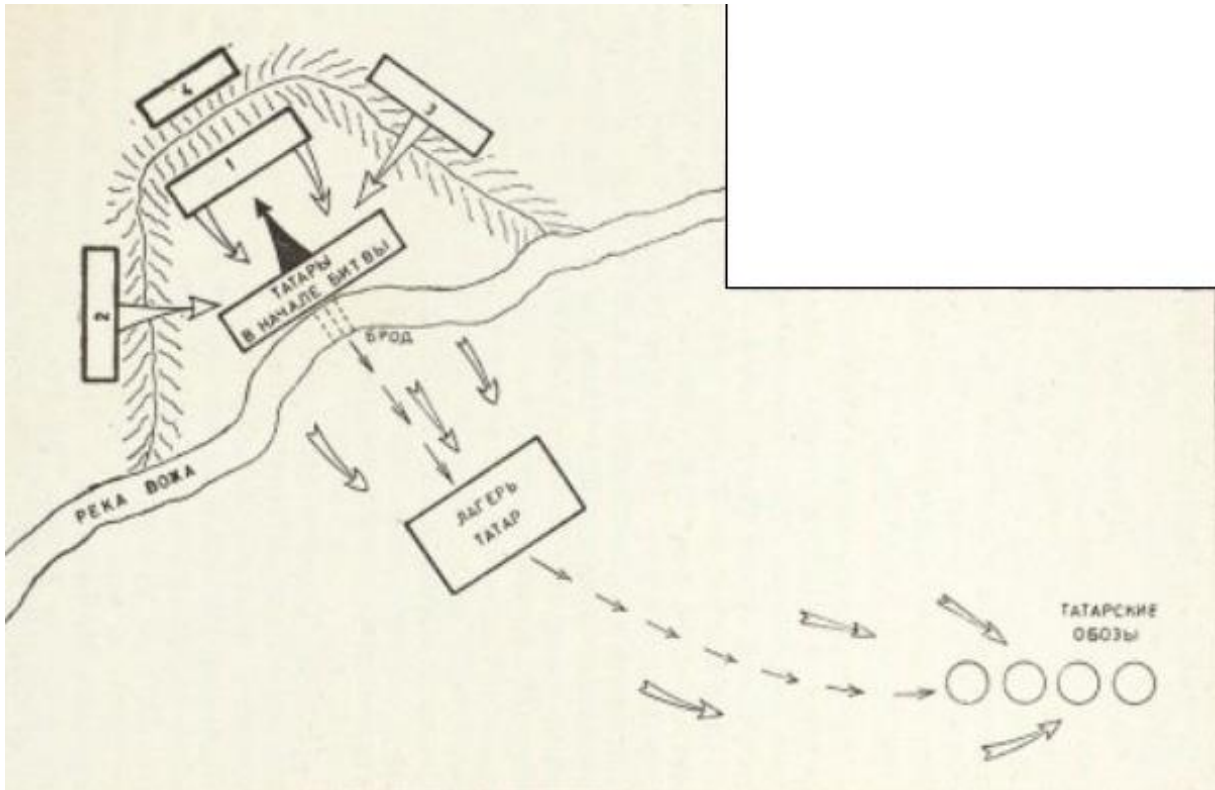 4
1
3
2
ТАТАРЫ
В НАЧАЛЕ БИТВЫ
БРОД
РЕКА ВОЖА
ЛАГЕРЬ
ТАТАР
ТАТАРСКИЕ
ОБОЗЫ